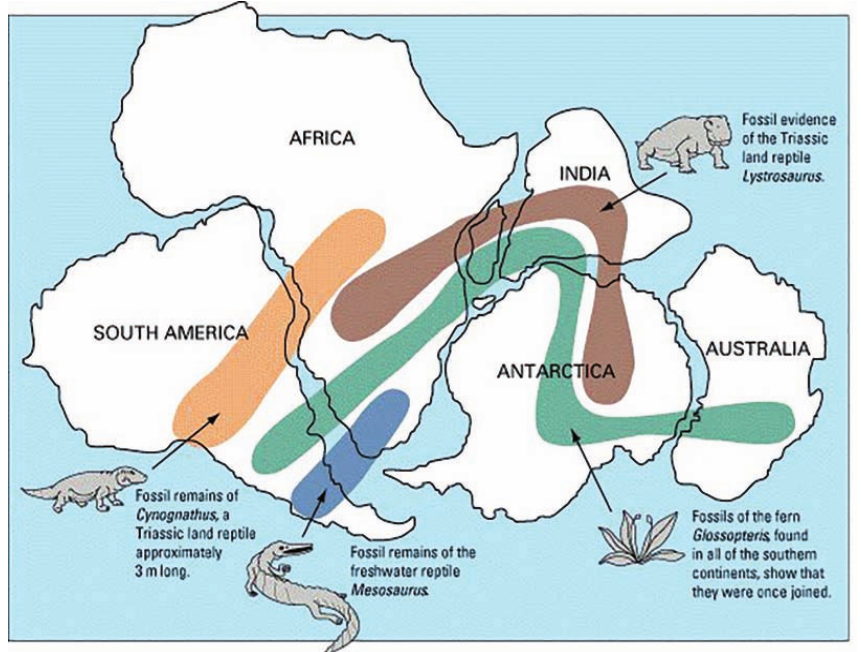 AFRICA
INDIA
Fossil evidence
of the Triassic
land reptile
Lystrosaurus.
SOUTH AMERICA
ANTARCTICA
AUSTRALIA
Fossil remains of
Cynognathus, a
Triassic land reptile
approximately
3 m long.
Fossil remains of the
freshwater reptile
Mesosaurus.
Fossils of the fern
Glossopteris, found
in all of the southern
continents, show that
they were once joined.